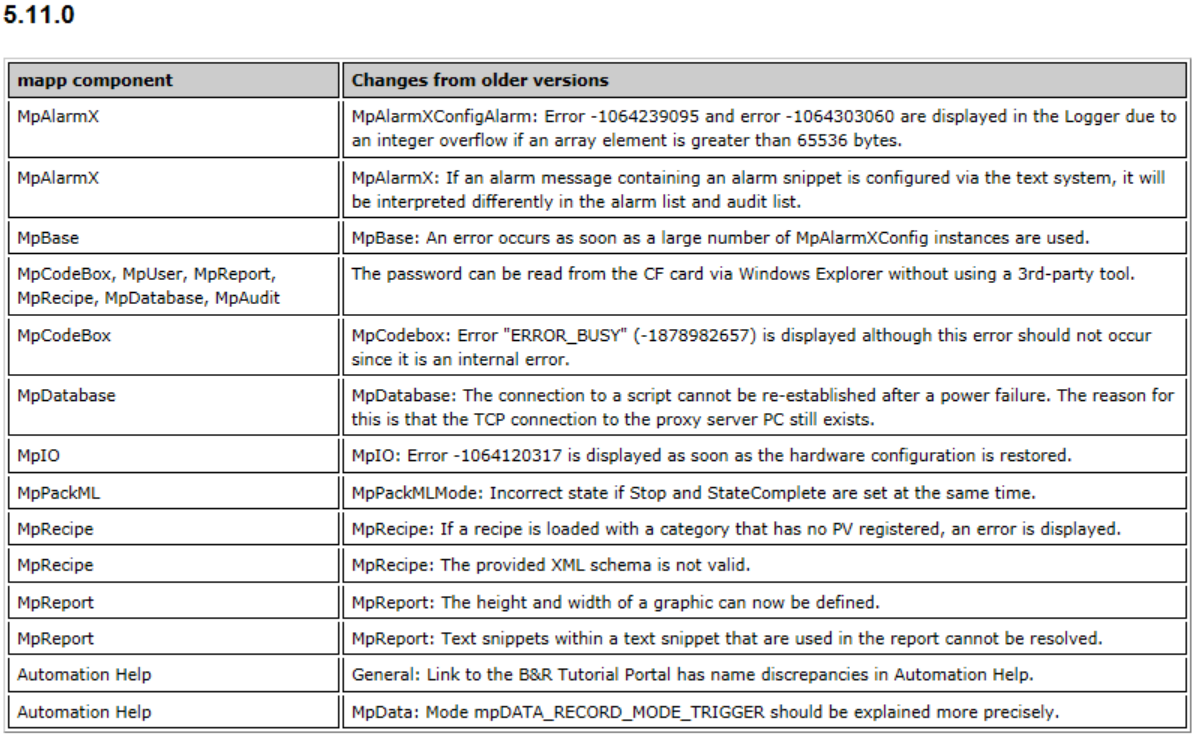 5.11.0
mapp component
Changes from older versions
MpAlarmX
MpAlarmXConfigAlarm: Error -1064239095 and error -1064303060 are displayed in the Logger due to
an integer overflow if an array element is greater than 65536 bytes.
MpAlarmX
MpAlarmX: If an alarm message containing an alarm snippet is configured via the text system, it will
be interpreted differently in the alarm list and audit list.
MpBase
MpBase: An error occurs as soon as a large number of MpAlarmXConfig instances are used.
MpCodeBox, MpUser, MpReport,
MpRecipe, MpDatabase, MpAudit
The password can be read from the CF card via Windows Explorer without using a 3rd-party tool.
MpCodeBox
MpCodebox: Error "ERROR_BUSY" (-1878982657) is displayed although this error should not occur
since it is an internal error.
MpDatabase
MpDatabase: The connection to a script cannot be re-established after a power failure. The reason for
this is that the TCP connection to the proxy server PC still exists.
MpIO
MpIO: Error -1064120317 is displayed as soon as the hardware configuration is restored.
MpPackML
MpPackMLMode: Incorrect state if Stop and StateComplete are set at the same time.
MpRecipe
MpRecipe: If a recipe is loaded with a category that has no PV registered, an error is displayed.
MpRecipe
MpRecipe: The provided XML schema is not valid.
MpReport
MpReport: The height and width of a graphic can now be defined.
MpReport
MpReport: Text snippets within a text snippet that are used in the report cannot be resolved.
Automation Help
General: Link to the B&R Tutorial Portal has name discrepancies in Automation Help.
Automation Help
MpData: Mode mpDATA_RECORD_MODE_TRIGGER should be explained more precisely.